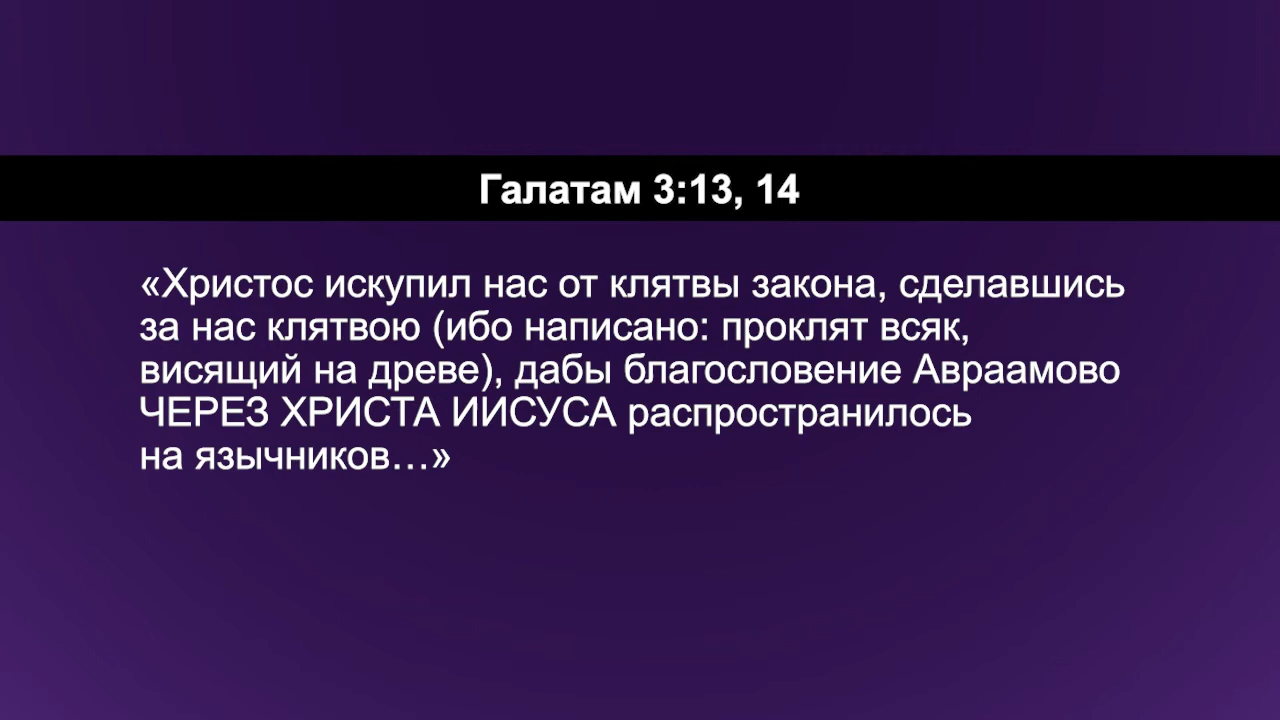 Галатам 3:13, 14
«Христос искупил нас от клятвы закона, сделавшись
за нас клятвою (ибо написано: проклят всяк,
висящий на древе), дабы благословение Авраамово
ЧЕРЕЗ ХРИСТА ИИСУСА распространилось
на язычников…»